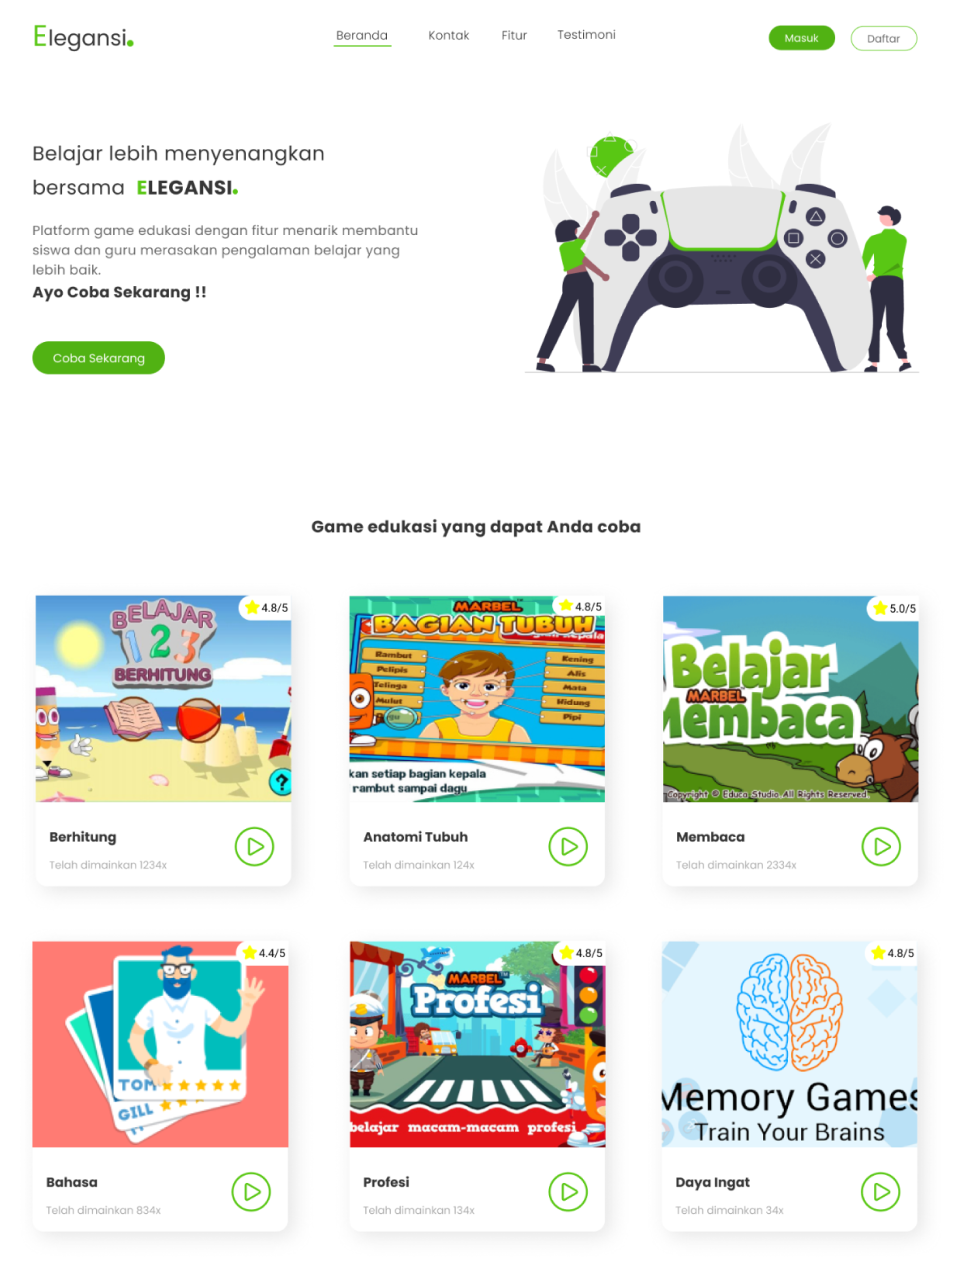 Elegansi.
Beranda
Kontak
Fitur
Testimoni
Masuk
Daftar
Belajar lebih menyenangkan
bersama ELEGANSI.
Platform game edukasi dengan fitur menarik membantu
siswa dan guru merasakan pengalaman belajar yang
lebih baik.
Ayo Coba Sekarang !!
Coba Sekarang
Game edukasi yang dapat Anda coba
4.8/5
BELAJAR
123
BERHITUNG
?
Berhitung
Telah dimainkan 1234x
4.8/5
MARBEL™
BAGIAN TUBUH
Rambut
Pelipis
Telinga
Mulut
Kening
Alis
Mata
Hidung
Pipi
kan setiap bagian kepala
rambut sampai dagu
Anatomi Tubuh
Telah dimainkan 124x
5.0/5
Belajar
MARBEL
Membaca
Copyright © Educa Studio. All Rights Reserved.
Membaca
Telah dimainkan 2334x
4.4/5
TOM
GILL
Bahasa
Telah dimainkan 834x
4.8/5
MARBEL™
Profesi
belajar macam-macam profesi
Profesi
Telah dimainkan 134x
4.8/5
Memory Games
Train Your Brains
Daya Ingat
Telah dimainkan 34x